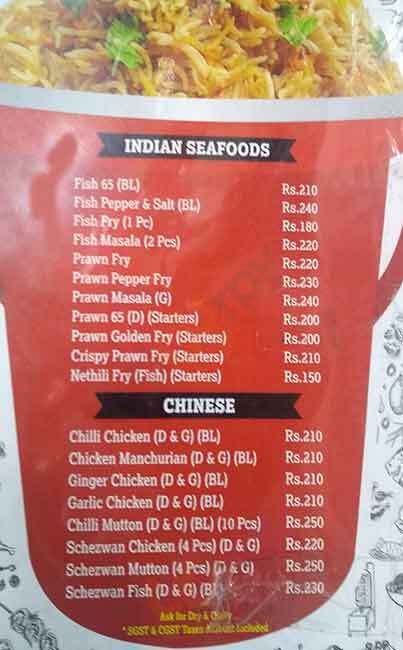 INDIAN SEAFOODS
Fish 65 (BL) Rs.210
Fish Pepper & Salt (BL) Rs.240
Fish Fry (1 Pc) Rs.180
Fish Masala (2 Pcs) Rs.220
Prawn Fry Rs.220
Prawn Pepper Fry Rs.230
Prawn Masala (G) Rs.240
Prawn 65 (D) (Starters) Rs.200
Prawn Golden Fry (Starters) Rs.200
Crispy Prawn Fry (Starters) Rs.210
Nethili Fry (Fish) (Starters) Rs.150
CHINESE
Chilli Chicken (D & G) (BL) Rs.210
Chicken Manchurian (D & G) (BL) Rs.210
Ginger Chicken (D & G) (BL) Rs.210
Garlic Chicken (D & G) (BL) Rs.210
Chilli Mutton (D & G) (BL) (10 Pcs) Rs.250
Schezwan Chicken (4 Pcs) (D & G) Rs.220
Schezwan Mutton (4 Pcs) (D & G) Rs.250
Schezwan Fish (D & G) Rs.230
Ask for Dry &
* SGST & CGST Taxes Included